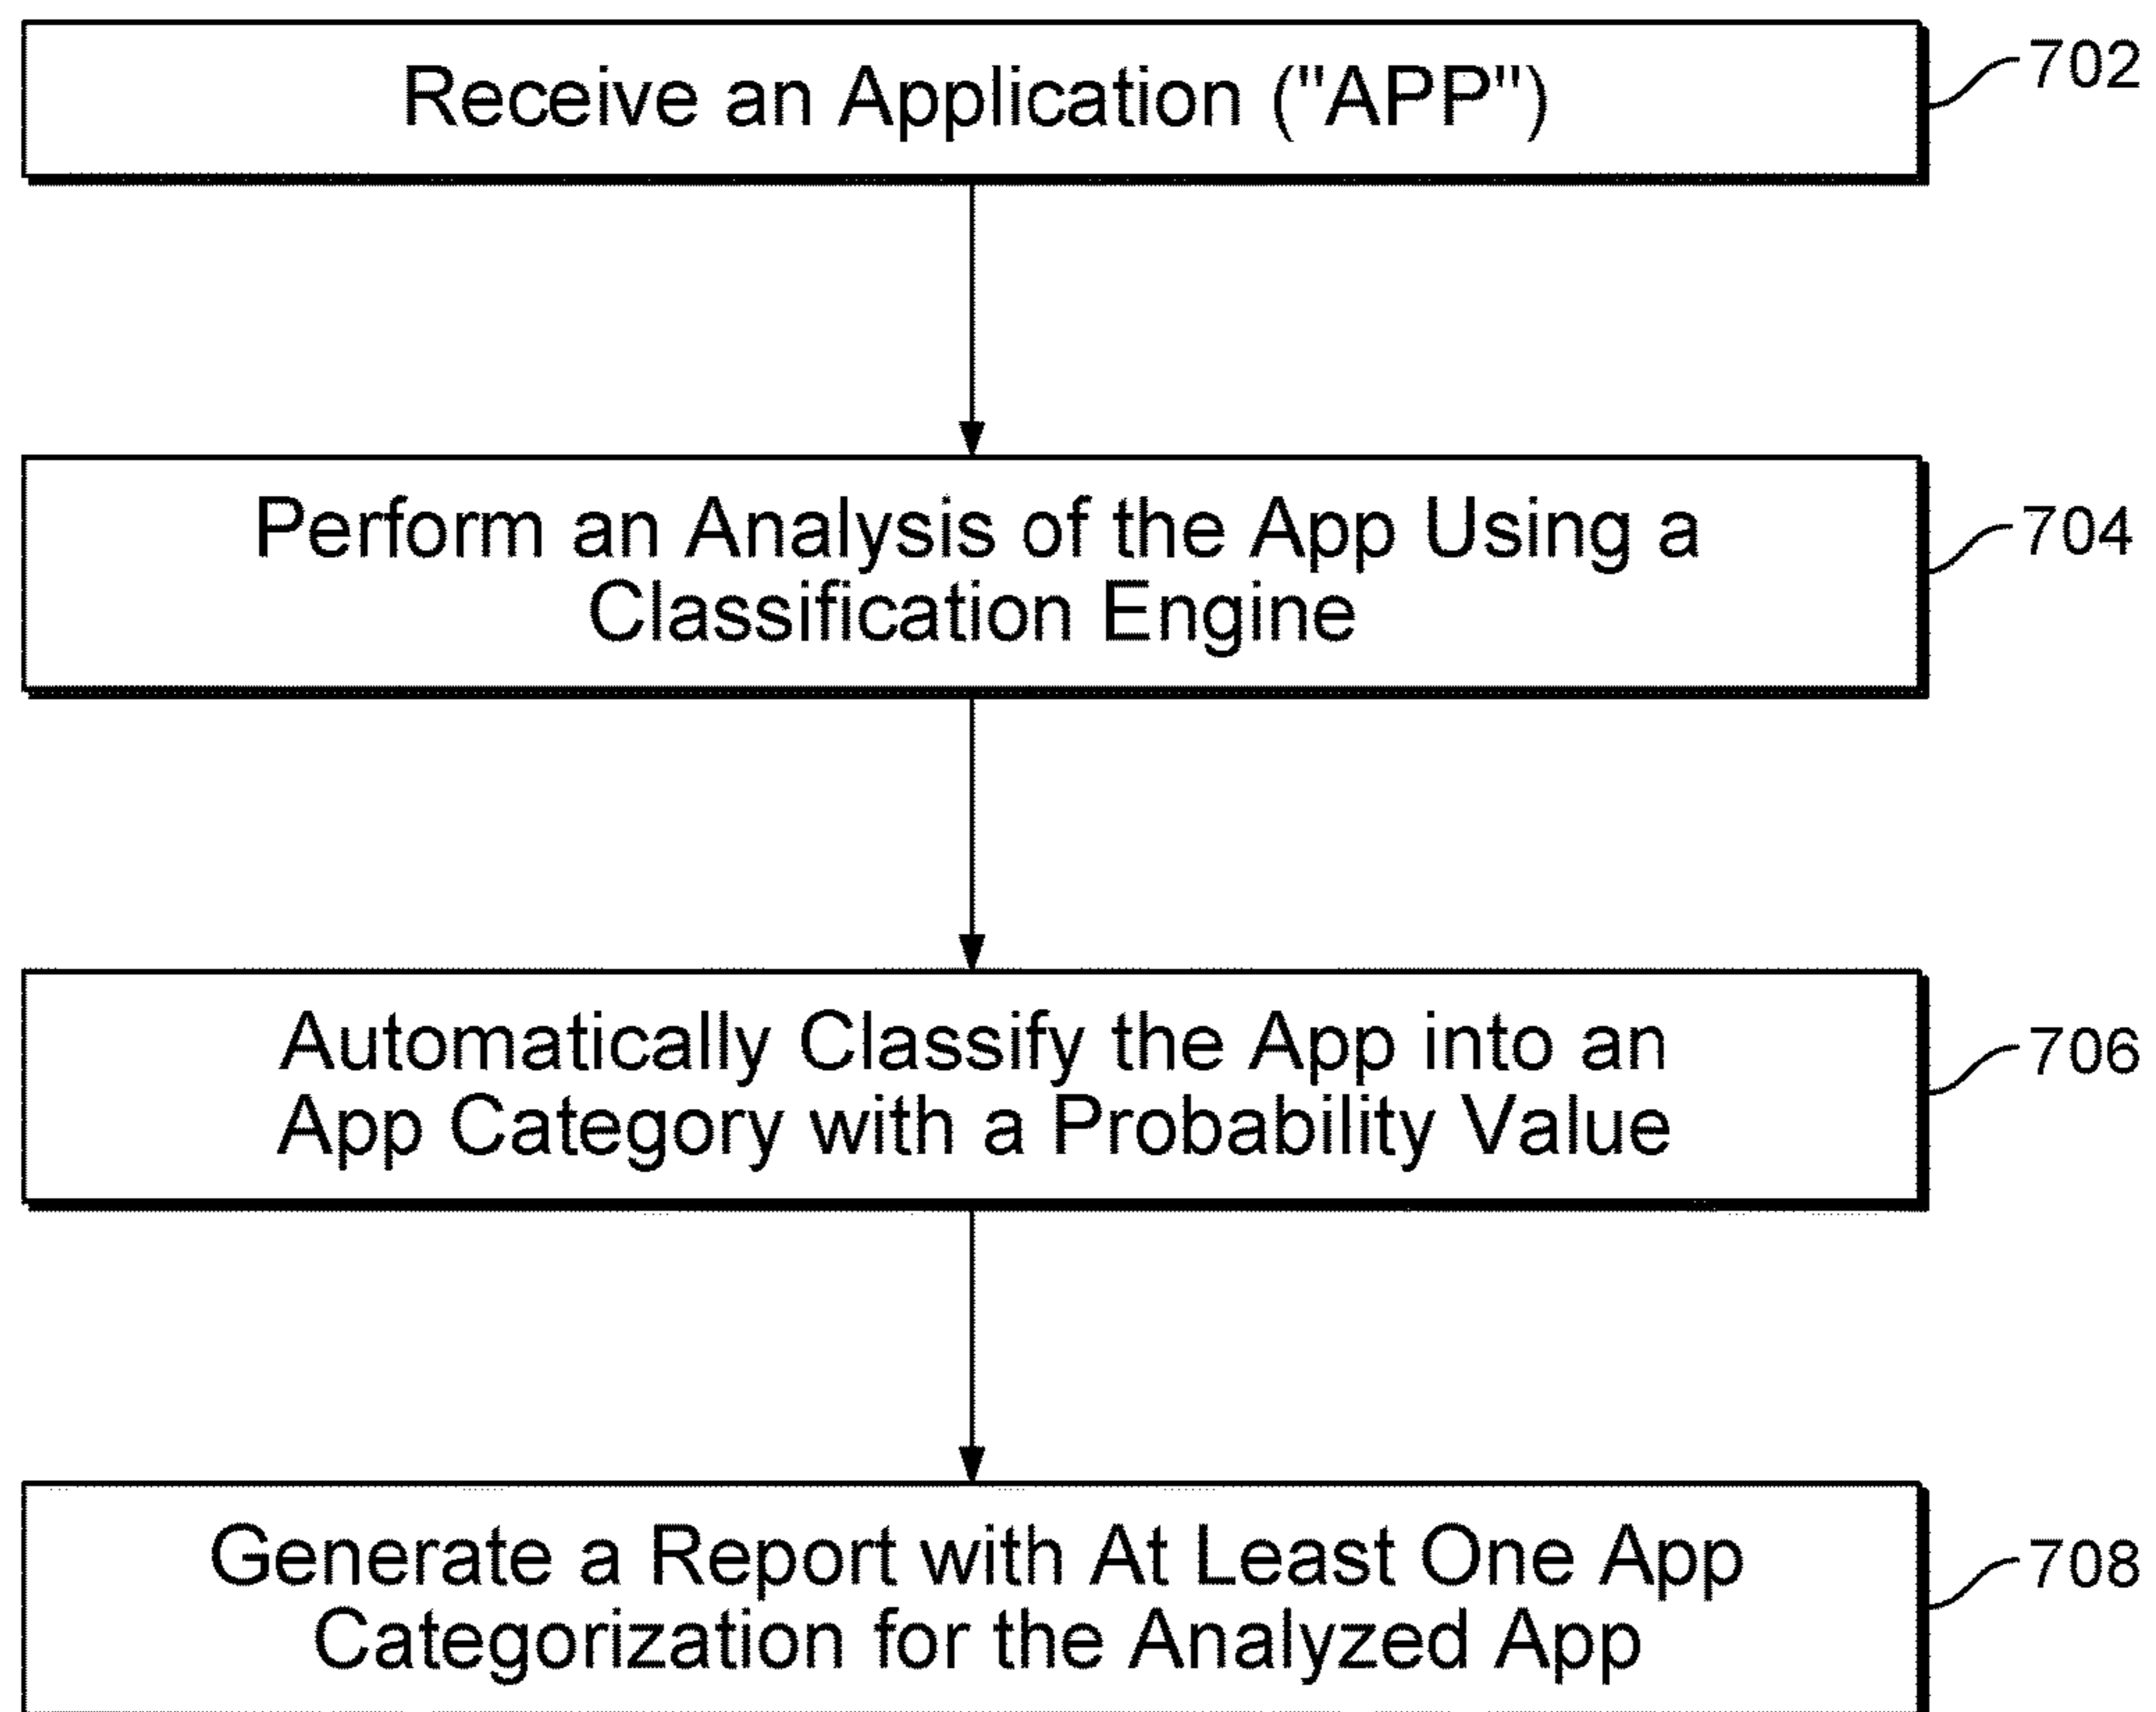 Receive an Application ("APP")
702
Perform an Analysis of the App Using a
Classification Engine
704
Automatically Classify the App into an
App Category with a Probability Value
706
Generate a Report with At Least One App
Categorization for the Analyzed App
708